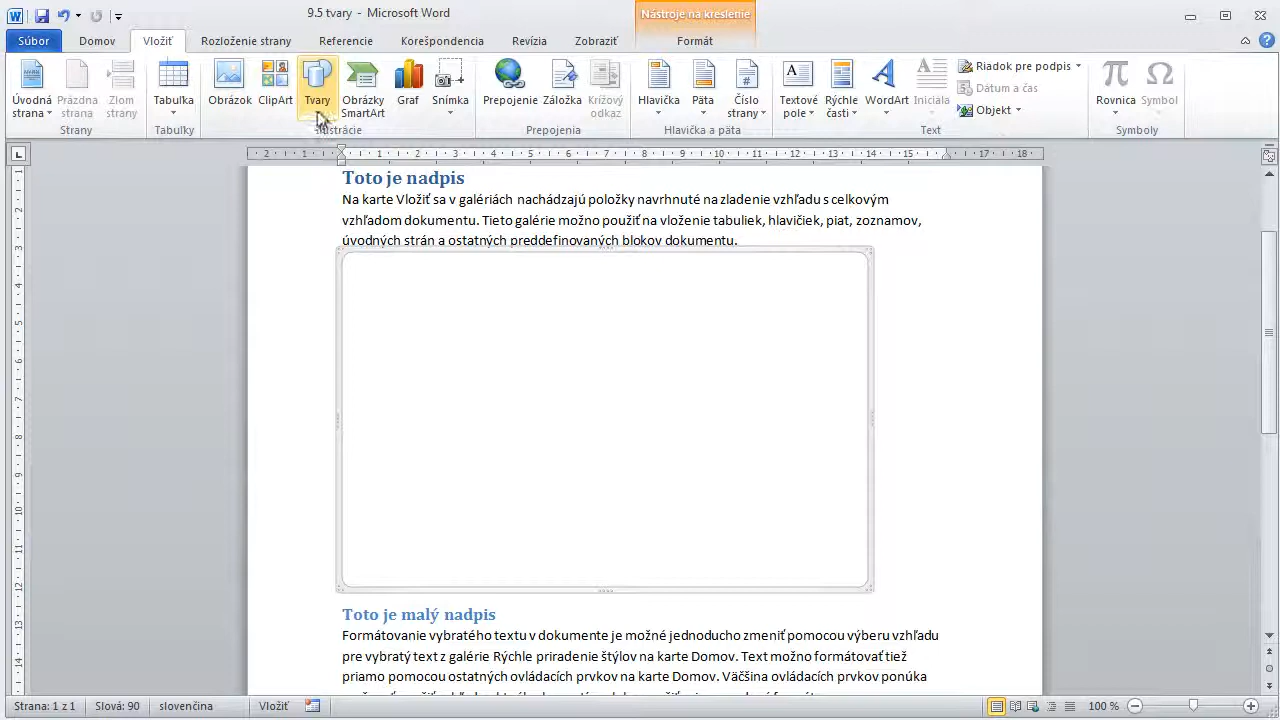 9.5 tvary - Microsoft Word
Nástroje na kreslenie
Súbor
Domov
Vložiť
Rozloženie strany
Referencie
Korešpondencia
Revízia
Zobraziť
Formát
Úvodná strana
Prázdna strana
Zlom strany
Tabuľka
Obrázok
ClipArt
Tvary
Obrázky SmartArt
Graf
Snímka
Prepojenie
Záložka
Krížový odkaz
Hlavička
Päta
Číslo strany
Textové pole
Rýchle časti
WordArt
Iniciála
Riadok pre podpis
Dátum a čas
Objekt
Rovnica
Symbol
Strany
Tabuľky
Prepojenia
Hlavička a päta
Text
Symboly
Toto je nadpis
Na karte Vložiť sa v galériách nachádzajú položky navrhnuté na zladenie vzhľadu s celkovým
vzhľadom dokumentu. Tieto galérie možno použiť na vloženie tabuliek, hlavičiek, piat, zoznamov,
úvodných strán a ostatných preddefinovaných blokov dokumentu.
Toto je malý nadpis
Formátovanie vybratého textu v dokumente je možné jednoducho zmeniť pomocou výberu vzhľadu
pre vybratý text z galérie Rýchle priradenie štýlov na karte Domov. Text možno formátovať tiež
priamo pomocou ostatných ovládacích prvkov na karte Domov. Väčšina ovládacích prvkov ponúka
Strana: 1 z 1
Slová: 90
slovenčina
Vložiť
100 %